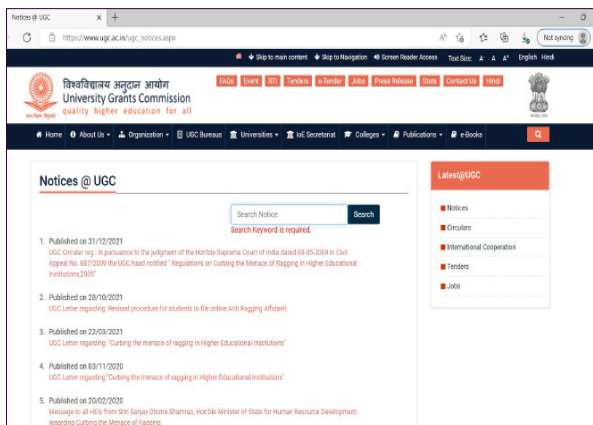 Notices @ UGC
https://www.ugc.ac.in/ugc_notices.aspx
Not syncing
Skip to main content Skip to Navigation Screen Reader Access Text Size: A- A A+ English Hindi
FAQs Event RTI Tenders e-Tender Jobs Press Release Stats Contact Us Hindi
विश्वविद्यालय अनुदान आयोग
University Grants Commission
quality higher education for all
Home About Us Organization UGC Bureaus Universities IoE Secretariat Colleges Publications e-Books
Notices @ UGC
Search Notice Search
Search Keyword is required.
1. Published on 31/12/2021
UGC Circular reg.: In pursuance to the judgment of the Hon'ble Supreme Court of India dated 08-05-2009 in Civil
Appeal No. 887/2009 the UGC haad notified " Regulations on Curbing the Menace of Ragging in Higher Educational
Institutions,2009"
2. Published on 28/10/2021
UGC Letter regarding: Revised procedure for students to file online Anti Ragging Affidavit.
3. Published on 22/03/2021
UGC Letter regarding: "Curbing the menace of ragging in Higher Educational Institutions"
4. Published on 03/11/2020
UGC Letter regarding "Curbing the menace of ragging in Higher Educational Institutions"
5. Published on 20/02/2020
Message to all HEIs from Shri Sanjay Dhotre Shamrao, Hon'ble Minister of State for Human Resource Development
regarding Curbing the Menace of Ragging
Latest@UGC
Notices
Circulars
International Cooperation
Tenders
Jobs